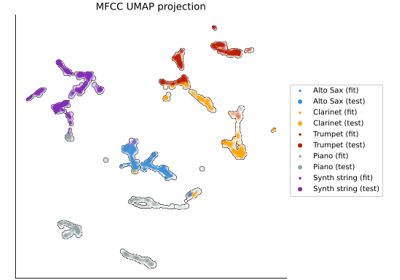 MFCC UMAP projection
Alto Sax (fit)
Alto Sax (test)
Clarinet (fit)
Clarinet (test)
Trumpet (fit)
Trumpet (test)
Piano (fit)
Piano (test)
Synth string (fit)
Synth string (test)